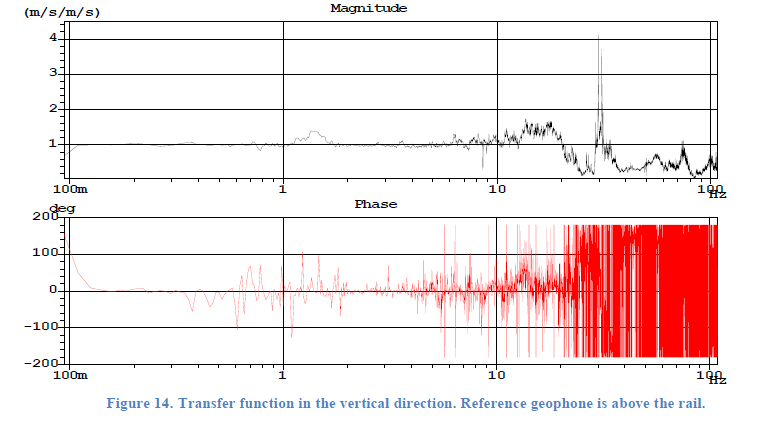 (m/s/m/s) Magnitude
4
3
2
1
100m 1 10 100
Hz
deg Phase
200
100
0
-100
-200
100m 1 10 100
Hz
Figure 14. Transfer function in the vertical direction. Reference geophone is above the rail.